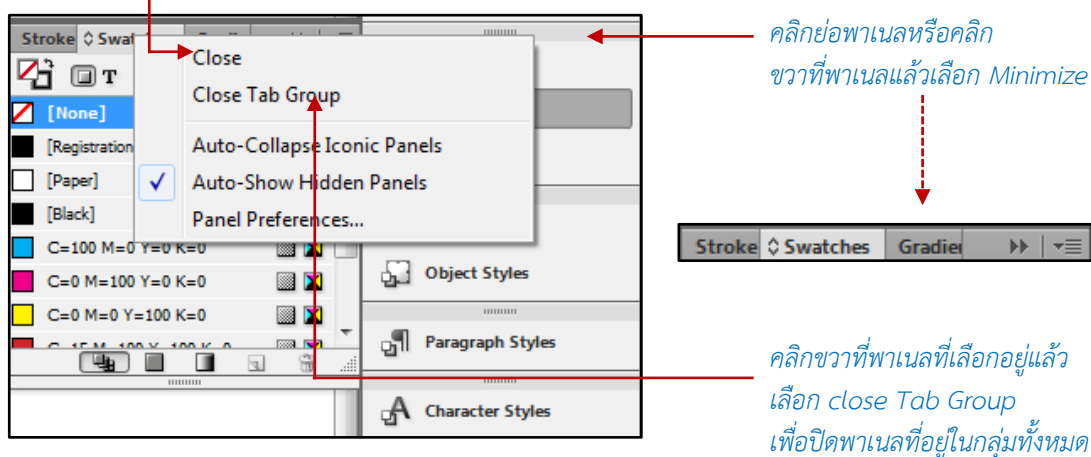 Stroke Swat
Close
Close Tab Group
Auto-Collapse Iconic Panels
Auto-Show Hidden Panels
Panel Preferences...
T
[None]
[Registration
[Paper]
[Black]
C=100 M=0 Y=0 K=0
C=0 M=100 Y=0 K=0
C=0 M=0 Y=100 K=0
C=15 M=100 Y=100 K=0
Object Styles
Paragraph Styles
Character Styles
คลิกย่อพาเนลหรือคลิก
ขวาที่พาเนลแล้วเลือก Minimize
Stroke Swatches Gradie
คลิกขวาที่พาเนลที่เลือกอยู่แล้ว
เลือก close Tab Group
เพื่อปิดพาเนลที่อยู่ในกลุ่มทั้งหมด